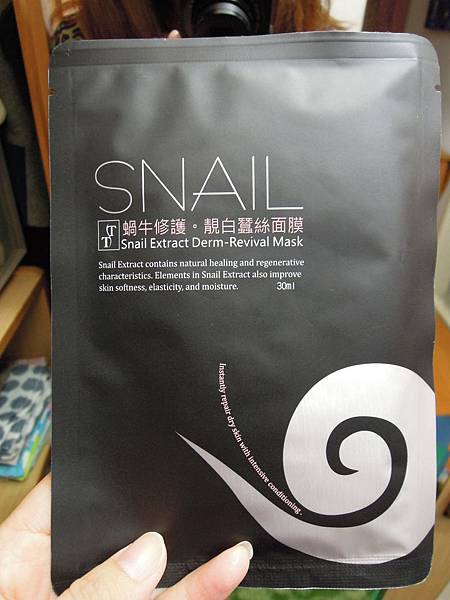 SNAIL
蝸牛修護。靚白蠶絲面膜
Snail Extract Derm-Revival Mask
Snail Extract contains natural healing and regenerative
characteristics. Elements in Snail Extract also improve
skin softness, elasticity, and moisture.
30ml
Instantly repair dry skin with intensive conditioning.